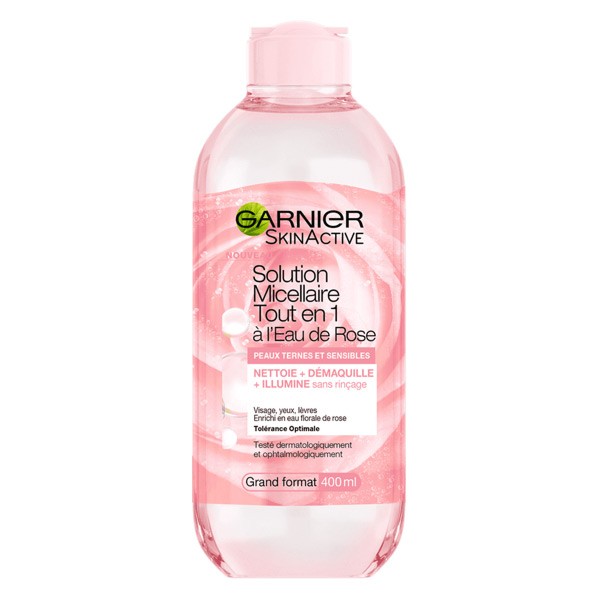 GARNIER
SKINACTIVE
NOUVEAU
Solution
Micellaire
Tout en 1
à l'Eau de Rose
PEAUX TERNES ET SENSIBLES
NETTOIE + DÉMAQUILLE
+ ILLUMINE sans rinçage
Visage, yeux, lèvres
Enrichi en eau florale de rose
Tolérance Optimale
Testé dermatologiquement
et ophtalmologiquement
Grand format 400 ml